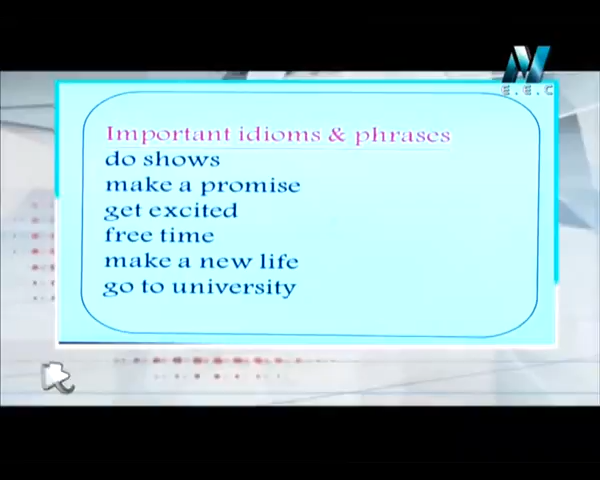 E.E.C
Important idioms & phrases
do shows
make a promise
get excited
free time
make a new life
go to university